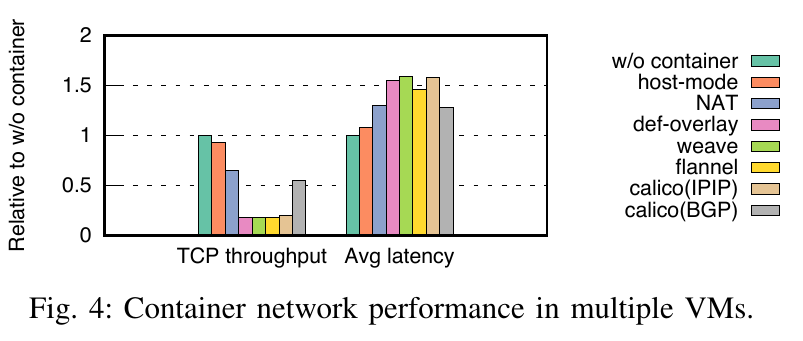 Relative to w/o container
2
1.5
1
0.5
0
TCP throughput
Avg latency
w/o container
host-mode
NAT
def-overlay
weave
flannel
calico(IPIP)
calico(BGP)
Fig. 4: Container network performance in multiple VMs.